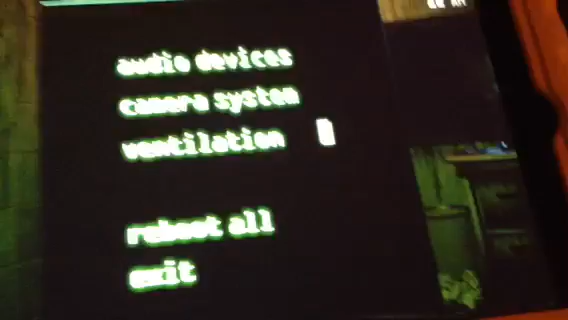 audio devices
camera system
ventilation
reboot all
exit